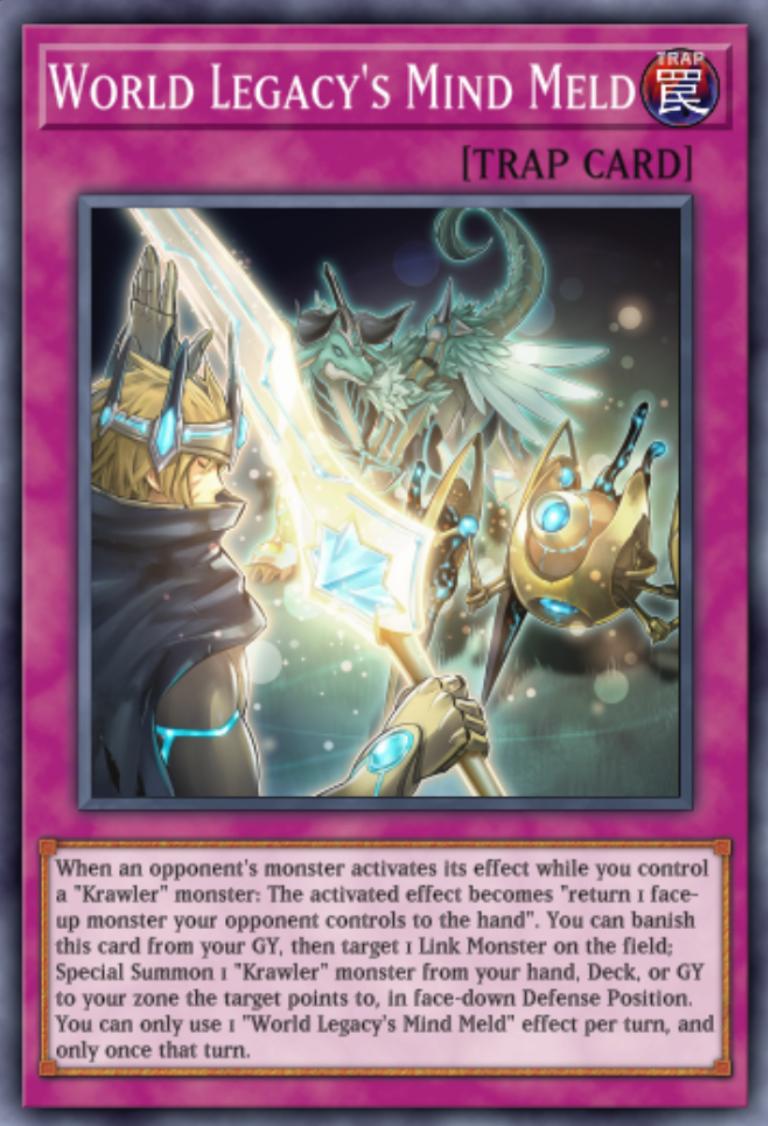 World Legacy's Mind Meld
TRAP
罠
[TRAP CARD]
When an opponent's monster activates its effect while you control
a "Krawler" monster: The activated effect becomes "return 1 face-
up monster your opponent controls to the hand". You can banish
this card from your GY, then target 1 Link Monster on the field;
Special Summon 1 "Krawler" monster from your hand, Deck, or GY
to your zone the target points to, in face-down Defense Position.
You can only use 1 "World Legacy's Mind Meld" effect per turn, and
only once that turn.